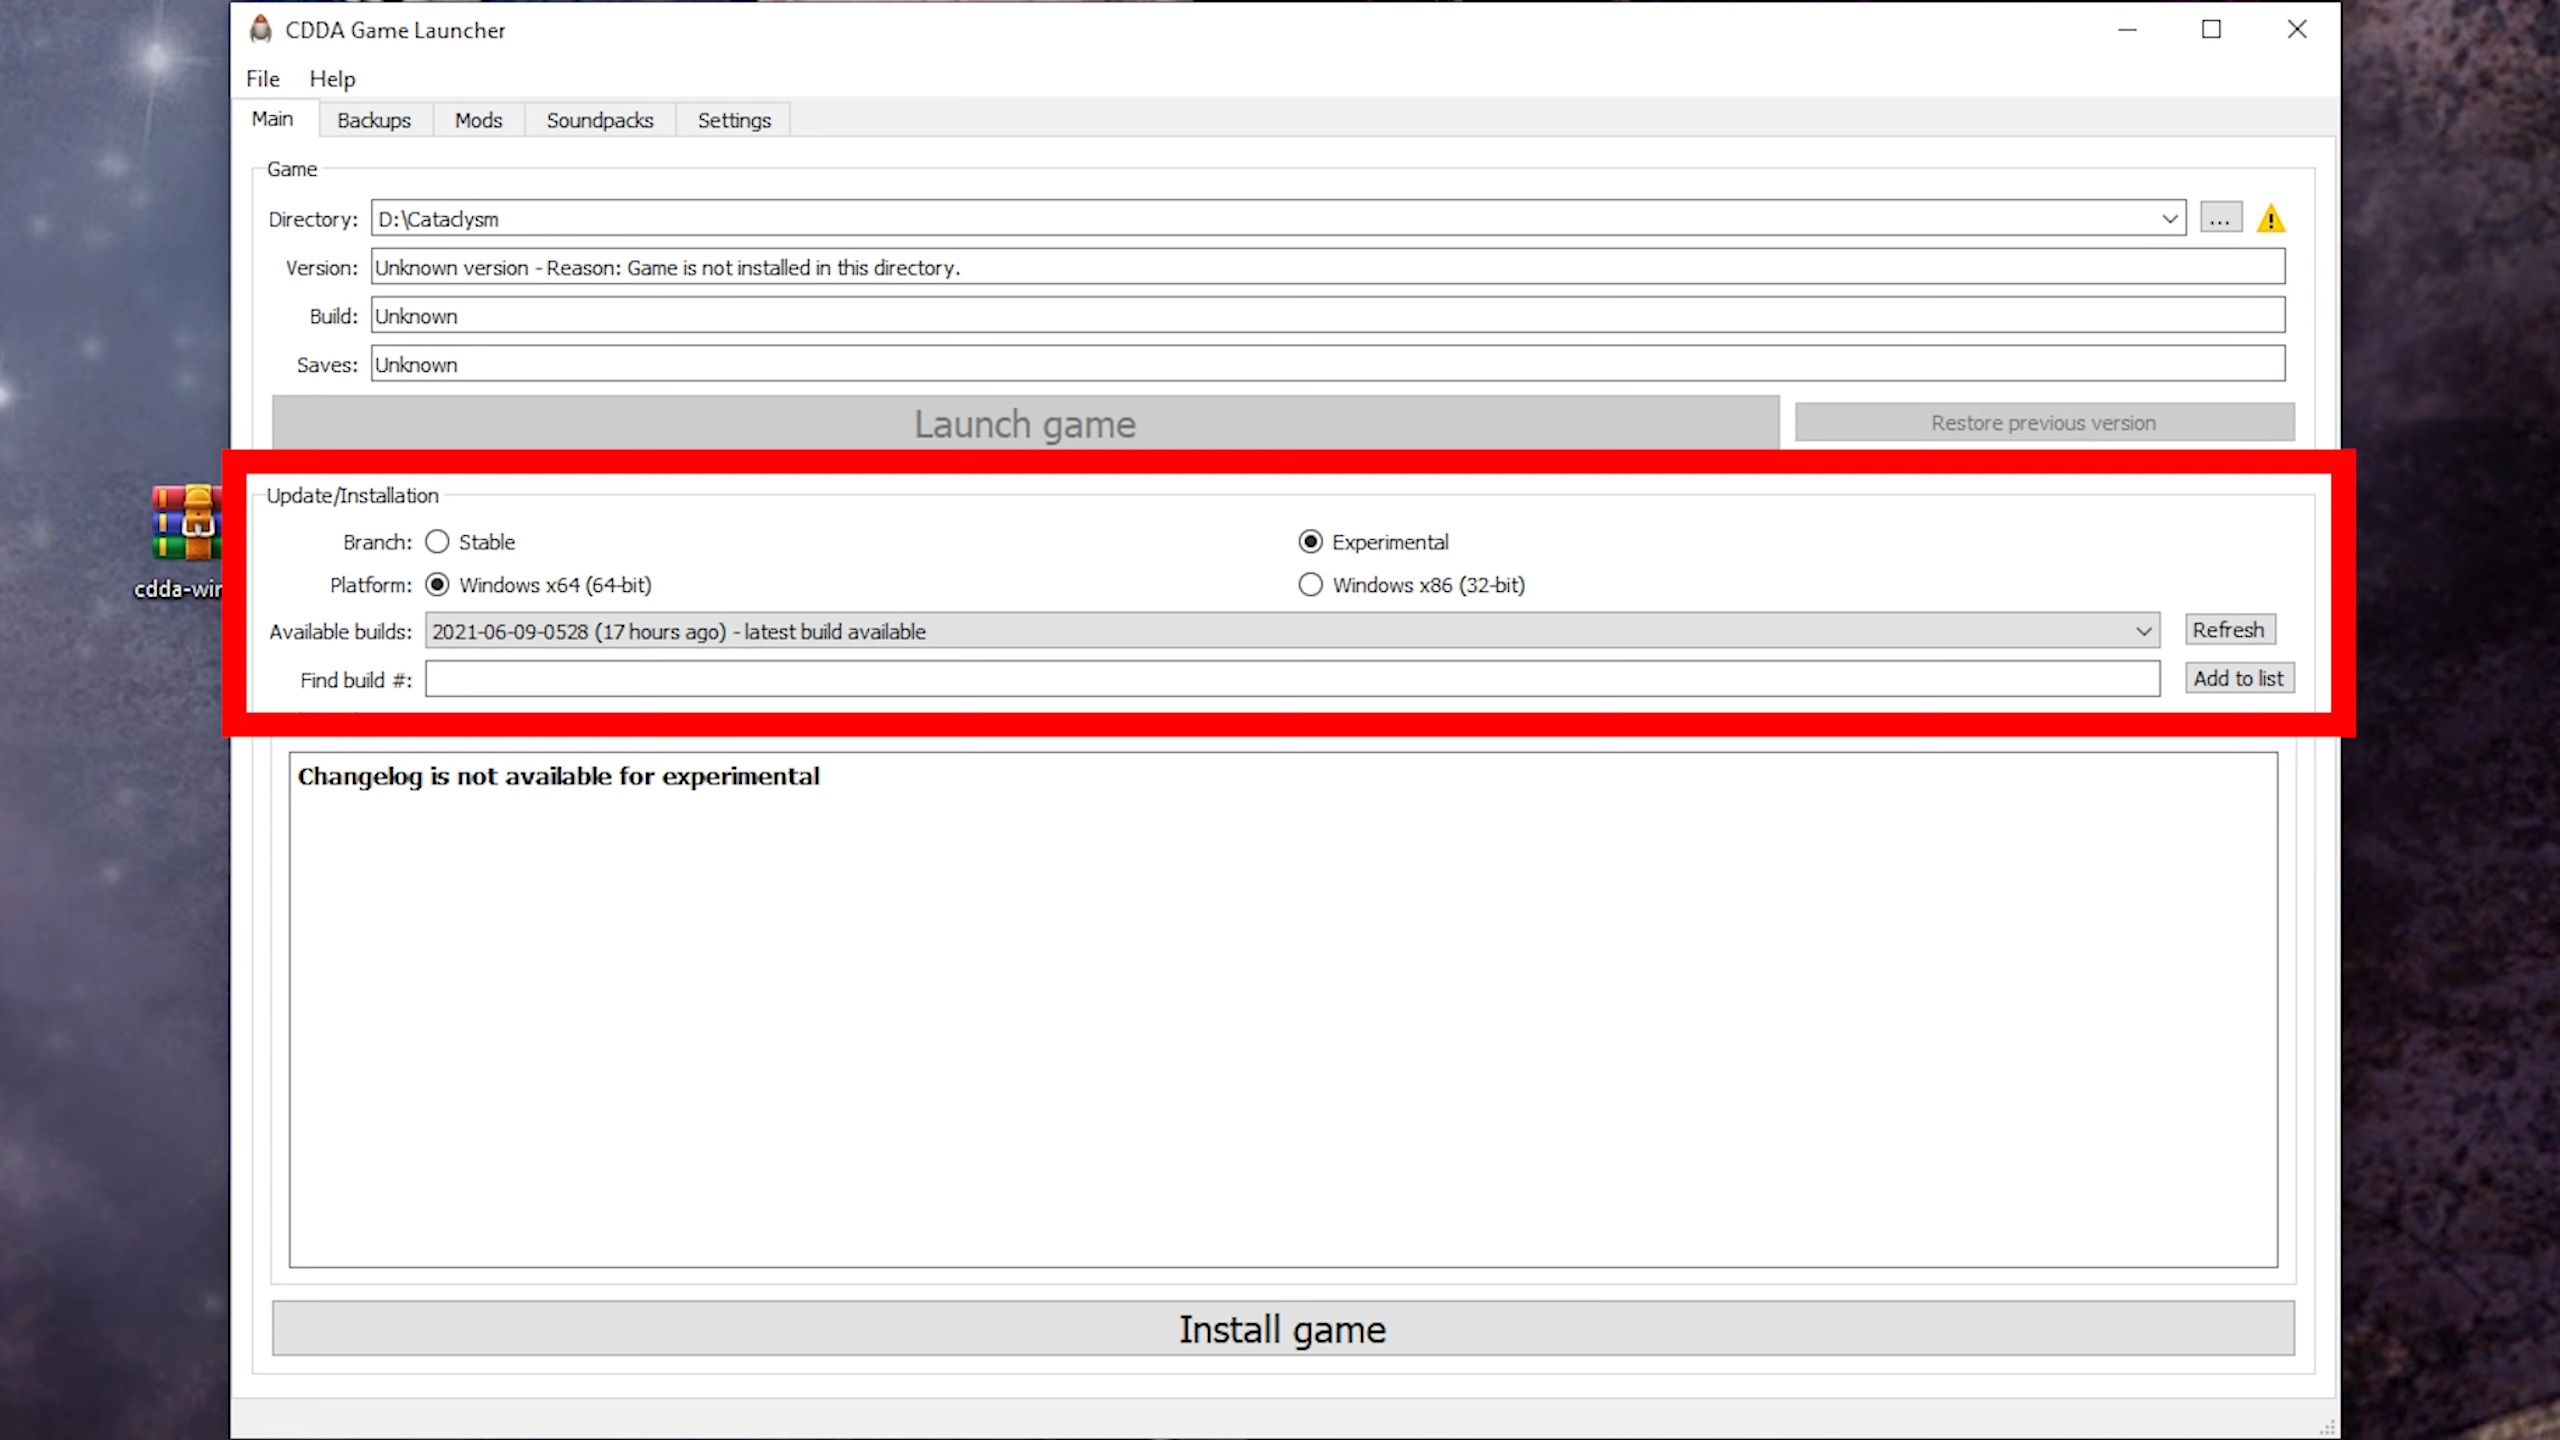 CDDA Game Launcher
File Help
Main Backups Mods Soundpacks Settings
Game
Directory: D:\Cataclysm ...
Version: Unknown version - Reason: Game is not installed in this directory.
Build: Unknown
Saves: Unknown
Launch game Restore previous version
Update/Installation
Branch: Stable Experimental
Platform: Windows x64 (64-bit) Windows x86 (32-bit)
cdda-win
Available builds: 2021-06-09-0528 (17 hours ago) - latest build available Refresh
Find build #: Add to list
Changelog is not available for experimental
Install game